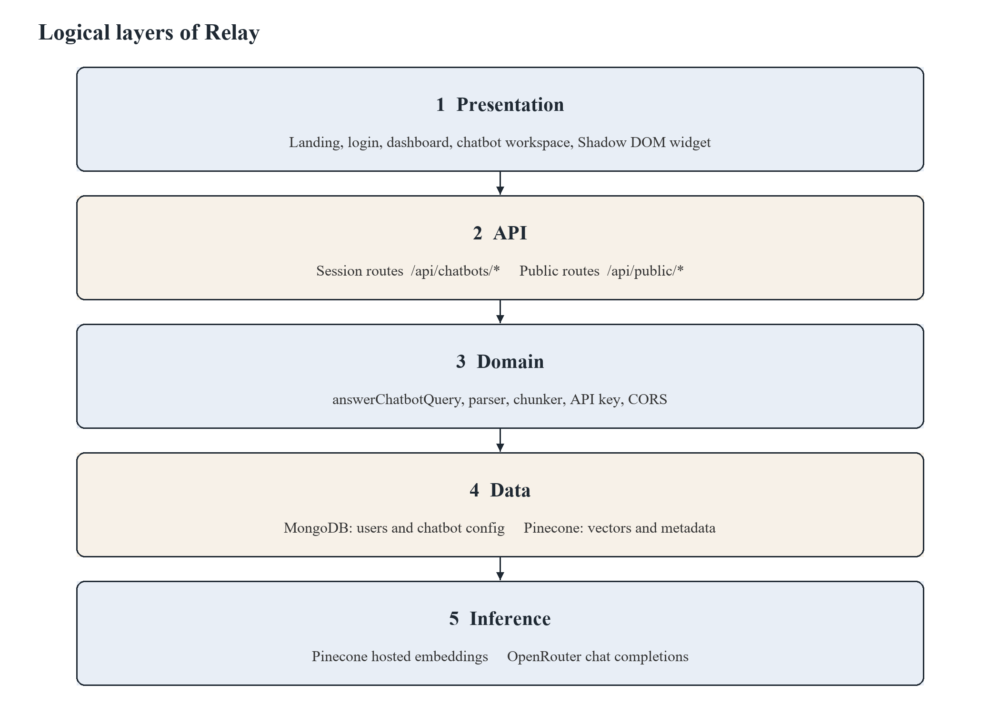 Logical layers of Relay
1 Presentation
Landing, login, dashboard, chatbot workspace, Shadow DOM widget
2 API
Session routes /api/chatbots/* Public routes /api/public/*
3 Domain
answerChatbotQuery, parser, chunker, API key, CORS
4 Data
MongoDB: users and chatbot config Pinecone: vectors and metadata
5 Inference
Pinecone hosted embeddings OpenRouter chat completions